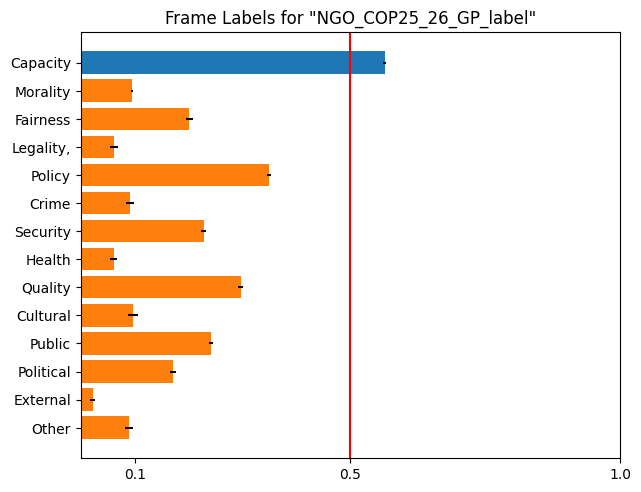 Frame Labels for "NGO_COP25_26_GP_label"
Capacity
Morality
Fairness
Legality,
Policy
Crime
Security
Health
Quality
Cultural
Public
Political
External
Other
0.1 0.5 1.0